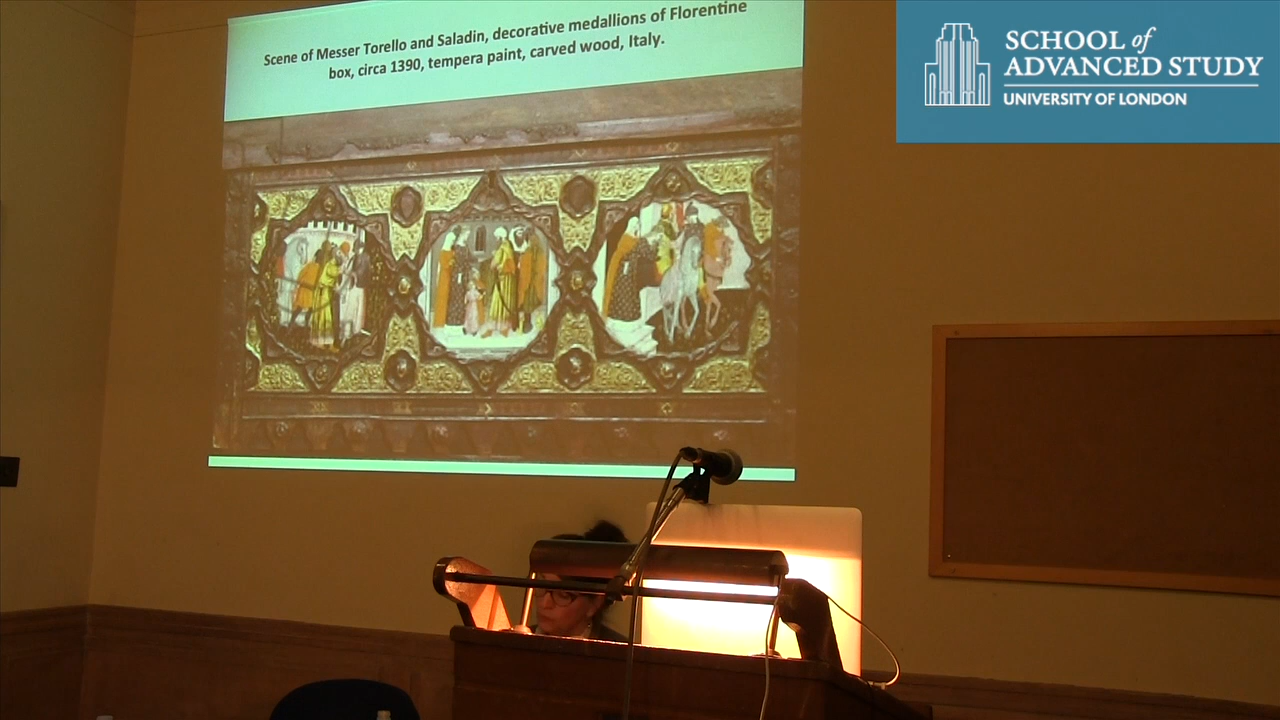 Scene of Messer Torello and Saladin, decorative medallions of Florentine
box, circa 1390, tempera paint, carved wood, Italy.
SCHOOL of
ADVANCED STUDY
UNIVERSITY OF LONDON